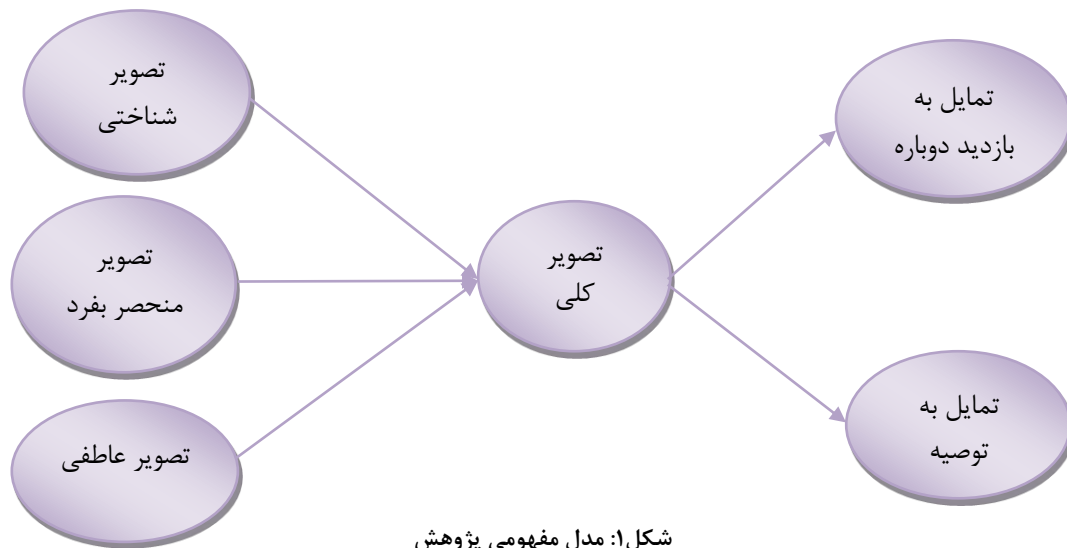 تصویر
شناختی
تصویر
منحصر بفرد
تصویر عاطفی
تصویر
کلی
تمایل به
بازدید دوباره
تمایل به
توصیه
شکل۱: مدل مفهومی پژوهش